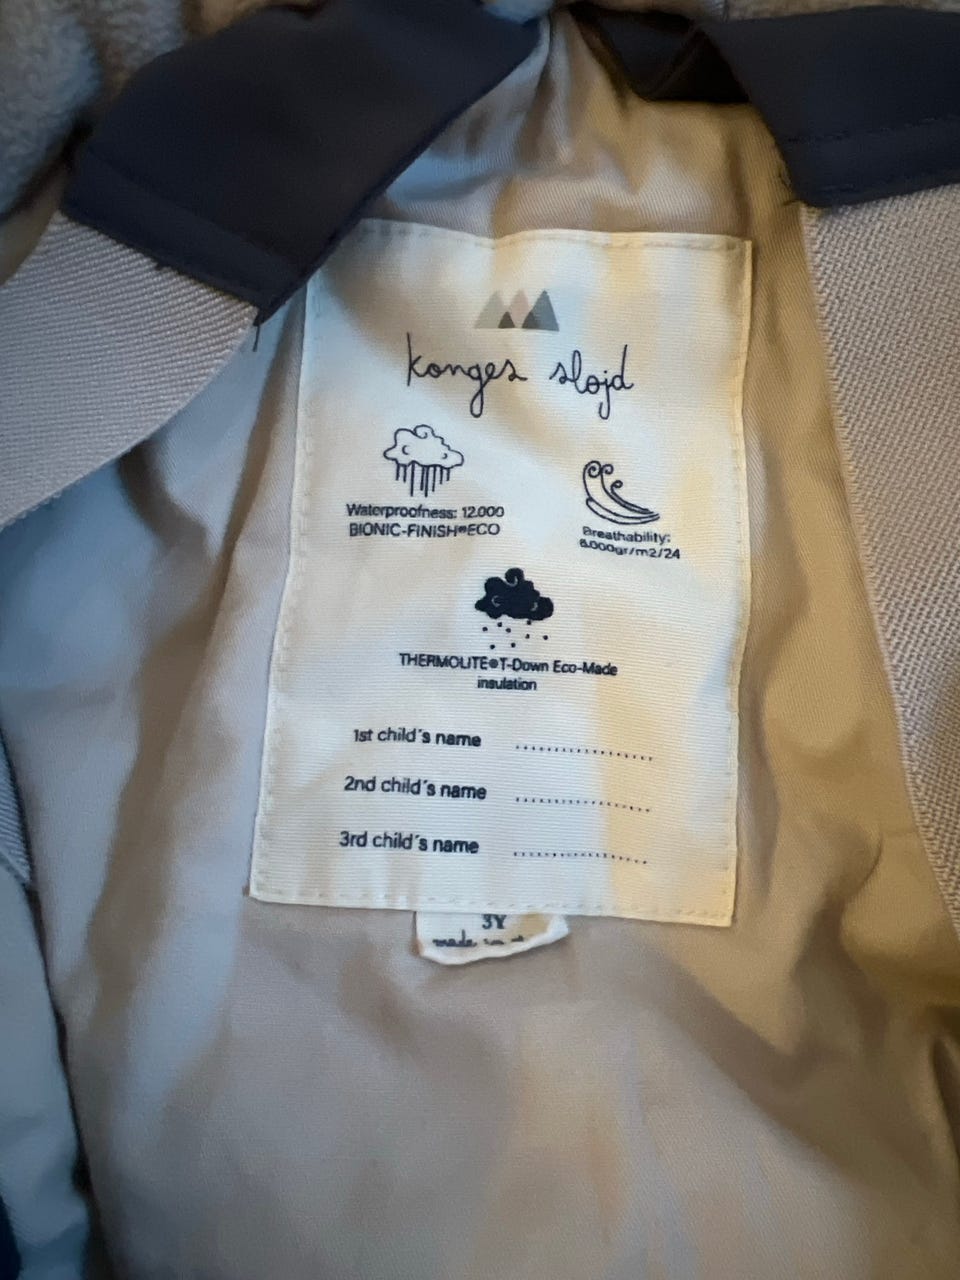 konges sløjd
Waterproofness: 12.000
BIONIC-FINISH®ECO
Breathability:
8.000gr/m2/24
THERMOLITE®T-Down Eco-Made
insulation
1st child´s name ....................
2nd child´s name ....................
3rd child´s name ....................
3Y
made